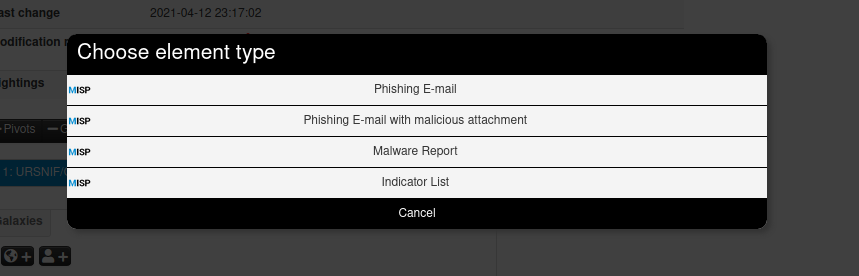 ast change 2021-04-12 23:17:02
odification
Choose element type
ightings
MISP Phishing E-mail
MISP Phishing E-mail with malicious attachment
Pivots
MISP Malware Report
1: URSNIF/
MISP Indicator List
Cancel
alaxies